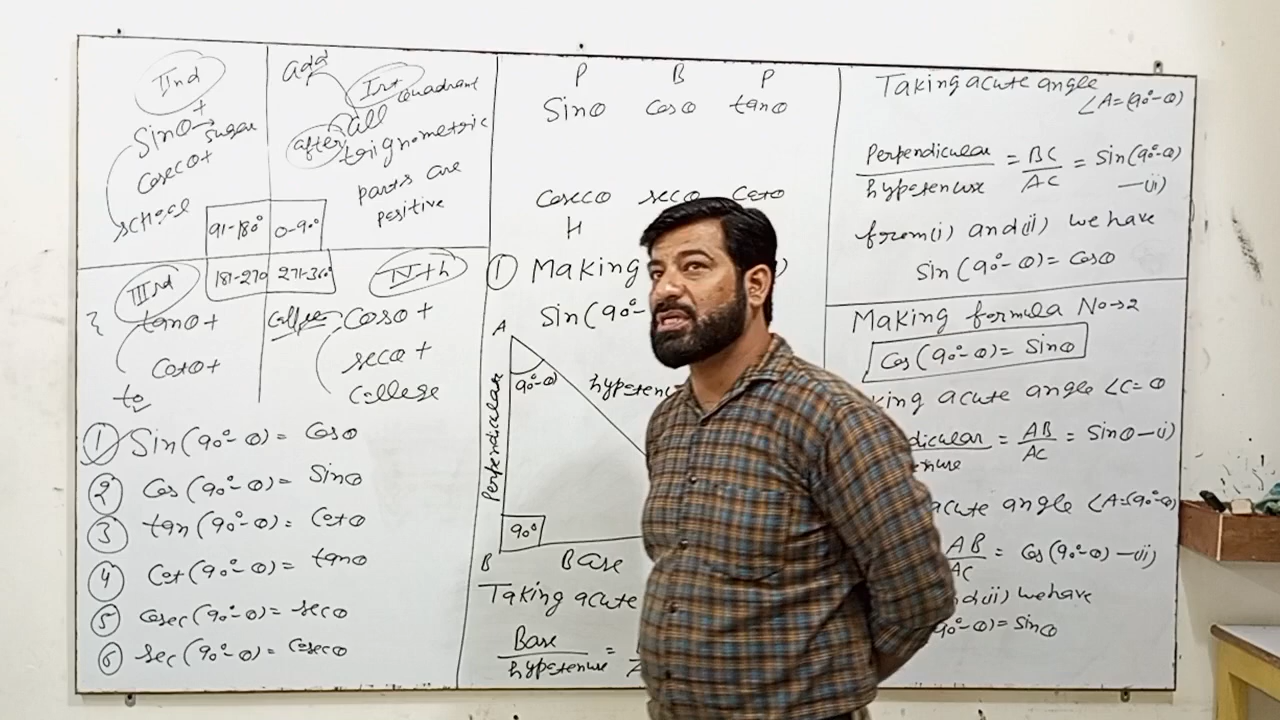 IInd
Sinθ+ → sugar
Cosecθ+
school
91-180°
Add
Ist quadrant
after
all
triignometric
parts are
positive
0-90°
IIIrd
181-270
tanθ+
Cotθ+
to
271-360
IVth
College
Cosθ+
secθ+
College
① Sin(90°-θ) = Cosθ
② Cos(90°-θ) = Sinθ
③ tan(90°-θ) = Cotθ
④ Cot(90°-θ) = tanθ
⑤ Cosec(90°-θ) = secθ
⑥ Sec(90°-θ) = Cosecθ
P B P
Sinθ Cosθ tanθ
Cosecθ secθ Cotθ
H
① Making
Sin(90°-
A
90°-θ
Perpendiculare
90°
B Base
Taking acute
Base
hypotenuse =
Taking acute angle
∠A=(90°-θ)
Perpendicular
hypotenuse = BC/AC = Sin(90°-θ)
—(ii)
from(i) and(ii) we have
Sin(90°-θ) = Cosθ
Making formula No→2
Cos(90°-θ) = Sinθ
king acute angle ∠C=θ
dicular
enuse = AB/AC = Sinθ—(i)
acute angle ∠A=(90°-θ)
AB/AC = Cos(90°-θ)—(ii)
d(ii) we have
90°-θ) = Sinθ